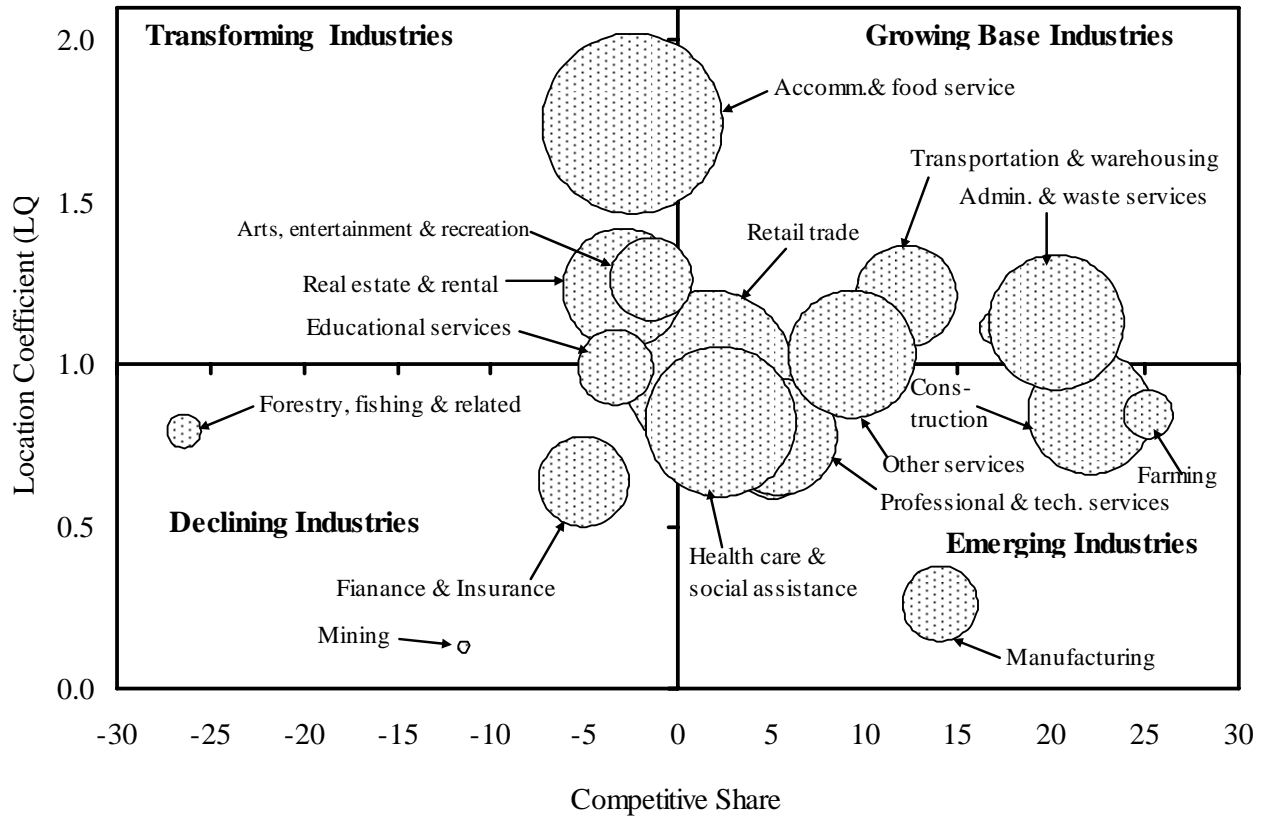 2.0
Transforming Industries
Growing Base Industries
Accomm.& food service
Transportation & warehousing
Admin. & waste services
1.5
Arts, entertainment & recreation
Retail trade
Real estate & rental
Educational services
1.0
Forestry, fishing & related
Cons-
truction
Other services
Farming
Professional & tech. services
0.5
Declining Industries
Emerging Industries
Health care &
social assistance
Fianance & Insurance
Mining
Manufacturing
0.0
Location Coefficient (LQ
-30 -25 -20 -15 -10 -5 0 5 10 15 20 25 30
Competitive Share